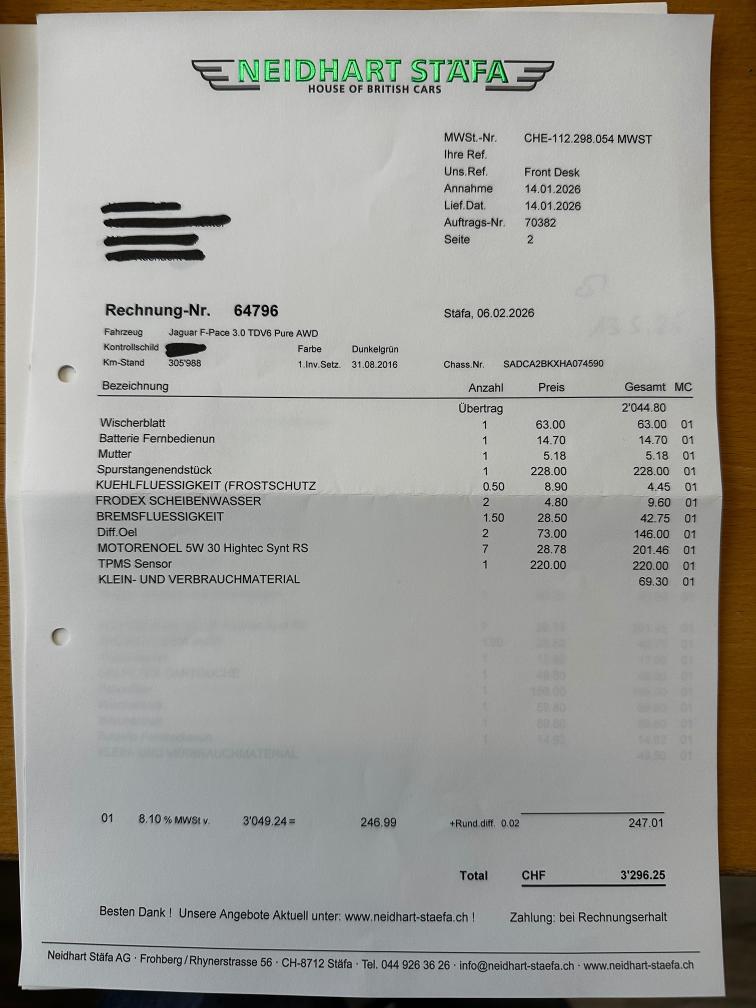 NEIDHART STÄFA
HOUSE OF BRITISH CARS
MWSt.-Nr. CHE-112.298.054 MWST
Ihre Ref.
Uns.Ref. Front Desk
Annahme 14.01.2026
Lief.Dat. 14.01.2026
Auftrags-Nr. 70382
Seite 2
Rechnung-Nr. 64796
Stäfa, 06.02.2026
Fahrzeug Jaguar F-Pace 3.0 TDV6 Pure AWD
Kontrollschild Farbe Dunkelgrün
Km-Stand 305'988 1.Inv.Setz. 31.08.2016 Chass.Nr. SADCA2BKXHA074590
Bezeichnung Anzahl Preis Gesamt MC
Übertrag 2'044.80
Wischerblatt 1 63.00 63.00 01
Batterie Fernbedienun 1 14.70 14.70 01
Mutter 1 5.18 5.18 01
Spurstangenendstück 1 228.00 228.00 01
KUEHLFLUESSIGKEIT (FROSTSCHUTZ 0.50 8.90 4.45 01
FRODEX SCHEIBENWASSER 2 4.80 9.60 01
BREMSFLUESSIGKEIT 1.50 28.50 42.75 01
Diff.Oel 2 73.00 146.00 01
MOTORENOEL 5W 30 Hightec Synt RS 7 28.78 201.46 01
TPMS Sensor 1 220.00 220.00 01
KLEIN- UND VERBRAUCHMATERIAL 69.30 01
01 8.10 % MWSt v. 3'049.24 = 246.99 +Rund.diff. 0.02 247.01
Total CHF 3'296.25
Besten Dank ! Unsere Angebote Aktuell unter: www.neidhart-staefa.ch ! Zahlung: bei Rechnungserhalt
Neidhart Stäfa AG · Frohberg / Rhynerstrasse 56 · CH-8712 Stäfa · Tel. 044 926 36 26 · info@neidhart-staefa.ch · www.neidhart-staefa.ch